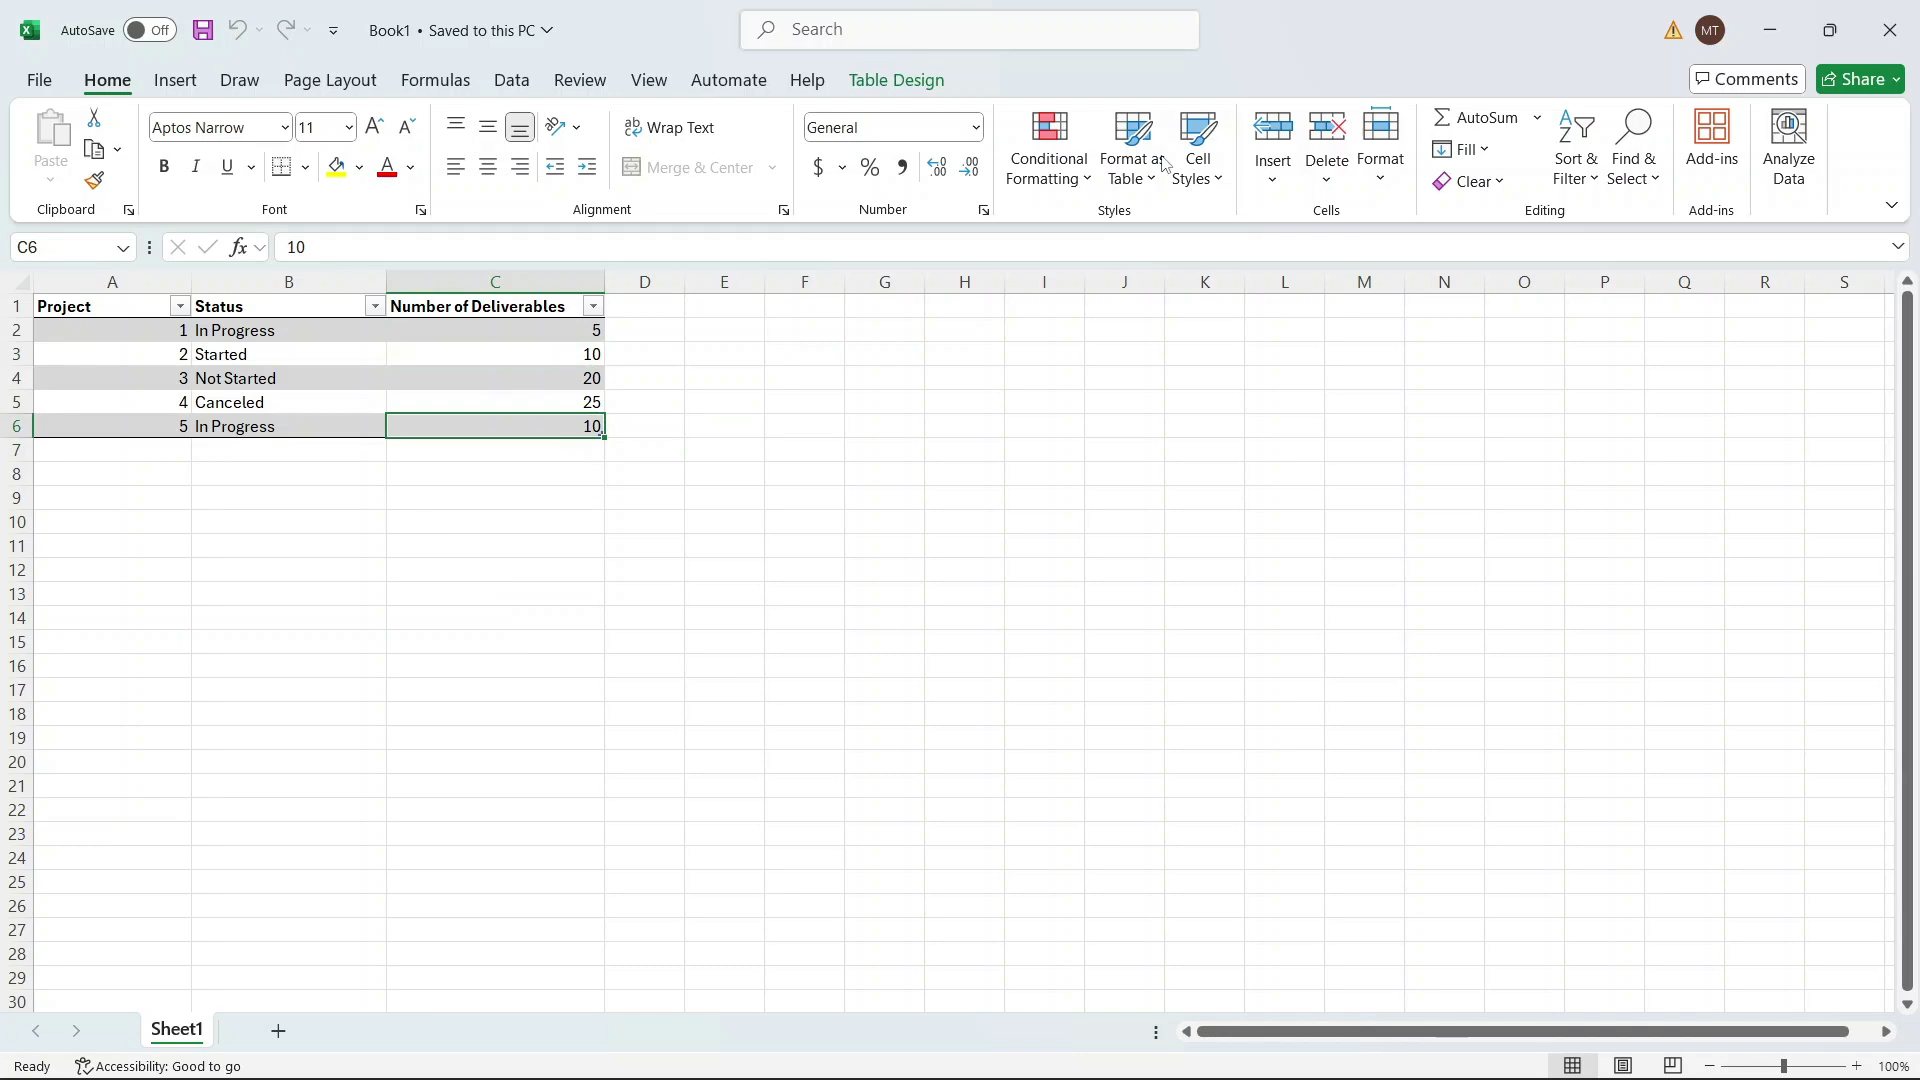 AutoSave Off Book1 • Saved to this PC Search MT
File Home Insert Draw Page Layout Formulas Data Review View Automate Help Table Design Comments Share
Paste
Clipboard
Aptos Narrow 11
B I U A
Font
Wrap Text
Merge & Center
Alignment
General
$ % 9
Number
Conditional Formatting
Format as Table
Cell Styles
Styles
Insert Delete Format
Cells
AutoSum
Fill
Clear
Sort & Filter
Find & Select
Editing
Add-ins
Add-ins
Analyze Data
C6 fx 10
A B C D E F G H I J K L M N O P Q R S
1 Project Status Number of Deliverables
2 1 In Progress 5
3 2 Started 10
4 3 Not Started 20
5 4 Canceled 25
6 5 In Progress 10
7
8
9
10
11
12
13
14
15
16
17
18
19
20
21
22
23
24
25
26
27
28
29
30
Sheet1
Ready Accessibility: Good to go 100%